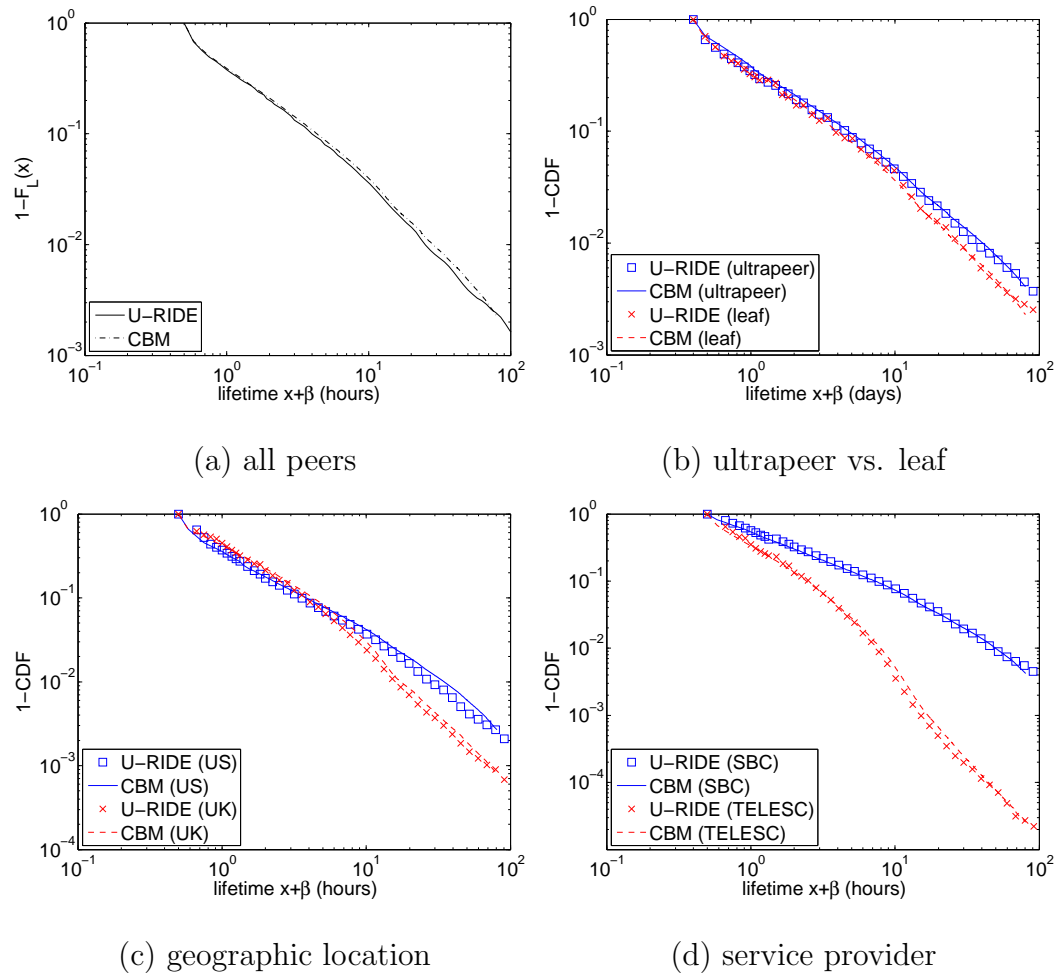 10^0
10^-1
10^-2
10^-3
1−F_L(x)
U−RIDE
CBM
10^-1 10^0 10^1 10^2
lifetime x+β (hours)
(a) all peers
10^0
10^-1
10^-2
10^-3
1−CDF
U−RIDE (ultrapeer)
CBM (ultrapeer)
U−RIDE (leaf)
CBM (leaf)
10^-1 10^0 10^1 10^2
lifetime x+β (days)
(b) ultrapeer vs. leaf
10^0
10^-1
10^-2
10^-3
10^-4
1−CDF
U−RIDE (US)
CBM (US)
U−RIDE (UK)
CBM (UK)
10^-1 10^0 10^1 10^2
lifetime x+β (hours)
(c) geographic location
10^0
10^-1
10^-2
10^-3
10^-4
1−CDF
U−RIDE (SBC)
CBM (SBC)
U−RIDE (TELESC)
CBM (TELESC)
10^-1 10^0 10^1 10^2
lifetime x+β (hours)
(d) service provider